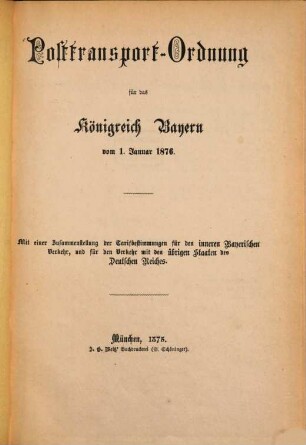 Posttransport-Ordnung
für das
Königreich Bayern
vom 1. Januar 1876.
Mit einer Zusammenstellung der Tarifbestimmungen für den inneren Bayerischen
Verkehr, und für den Verkehr mit den übrigen Staaten des
Deutschen Reiches.
München, 1876.
J. G. Weiß' Buchdruckerei (G. Schöninger).